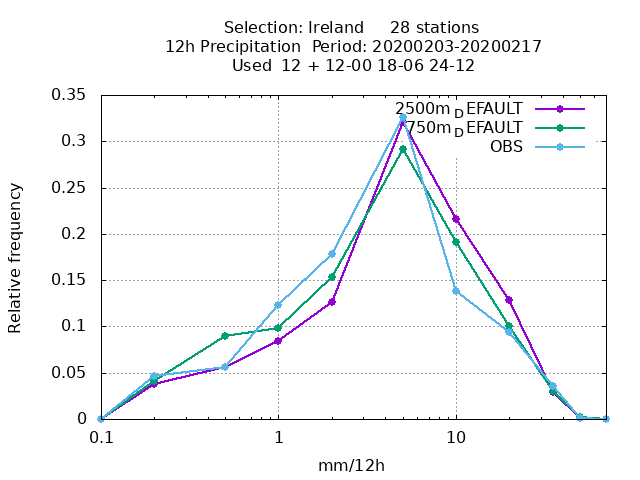 Selection: Ireland 28 stations
12h Precipitation Period: 20200203-20200217
Used 12 + 12-00 18-06 24-12
2500m_DEFAULT
750m_DEFAULT
OBS
0.35
0.3
0.25
0.2
0.15
0.1
0.05
0
Relative frequency
0.1 1 10
mm/12h